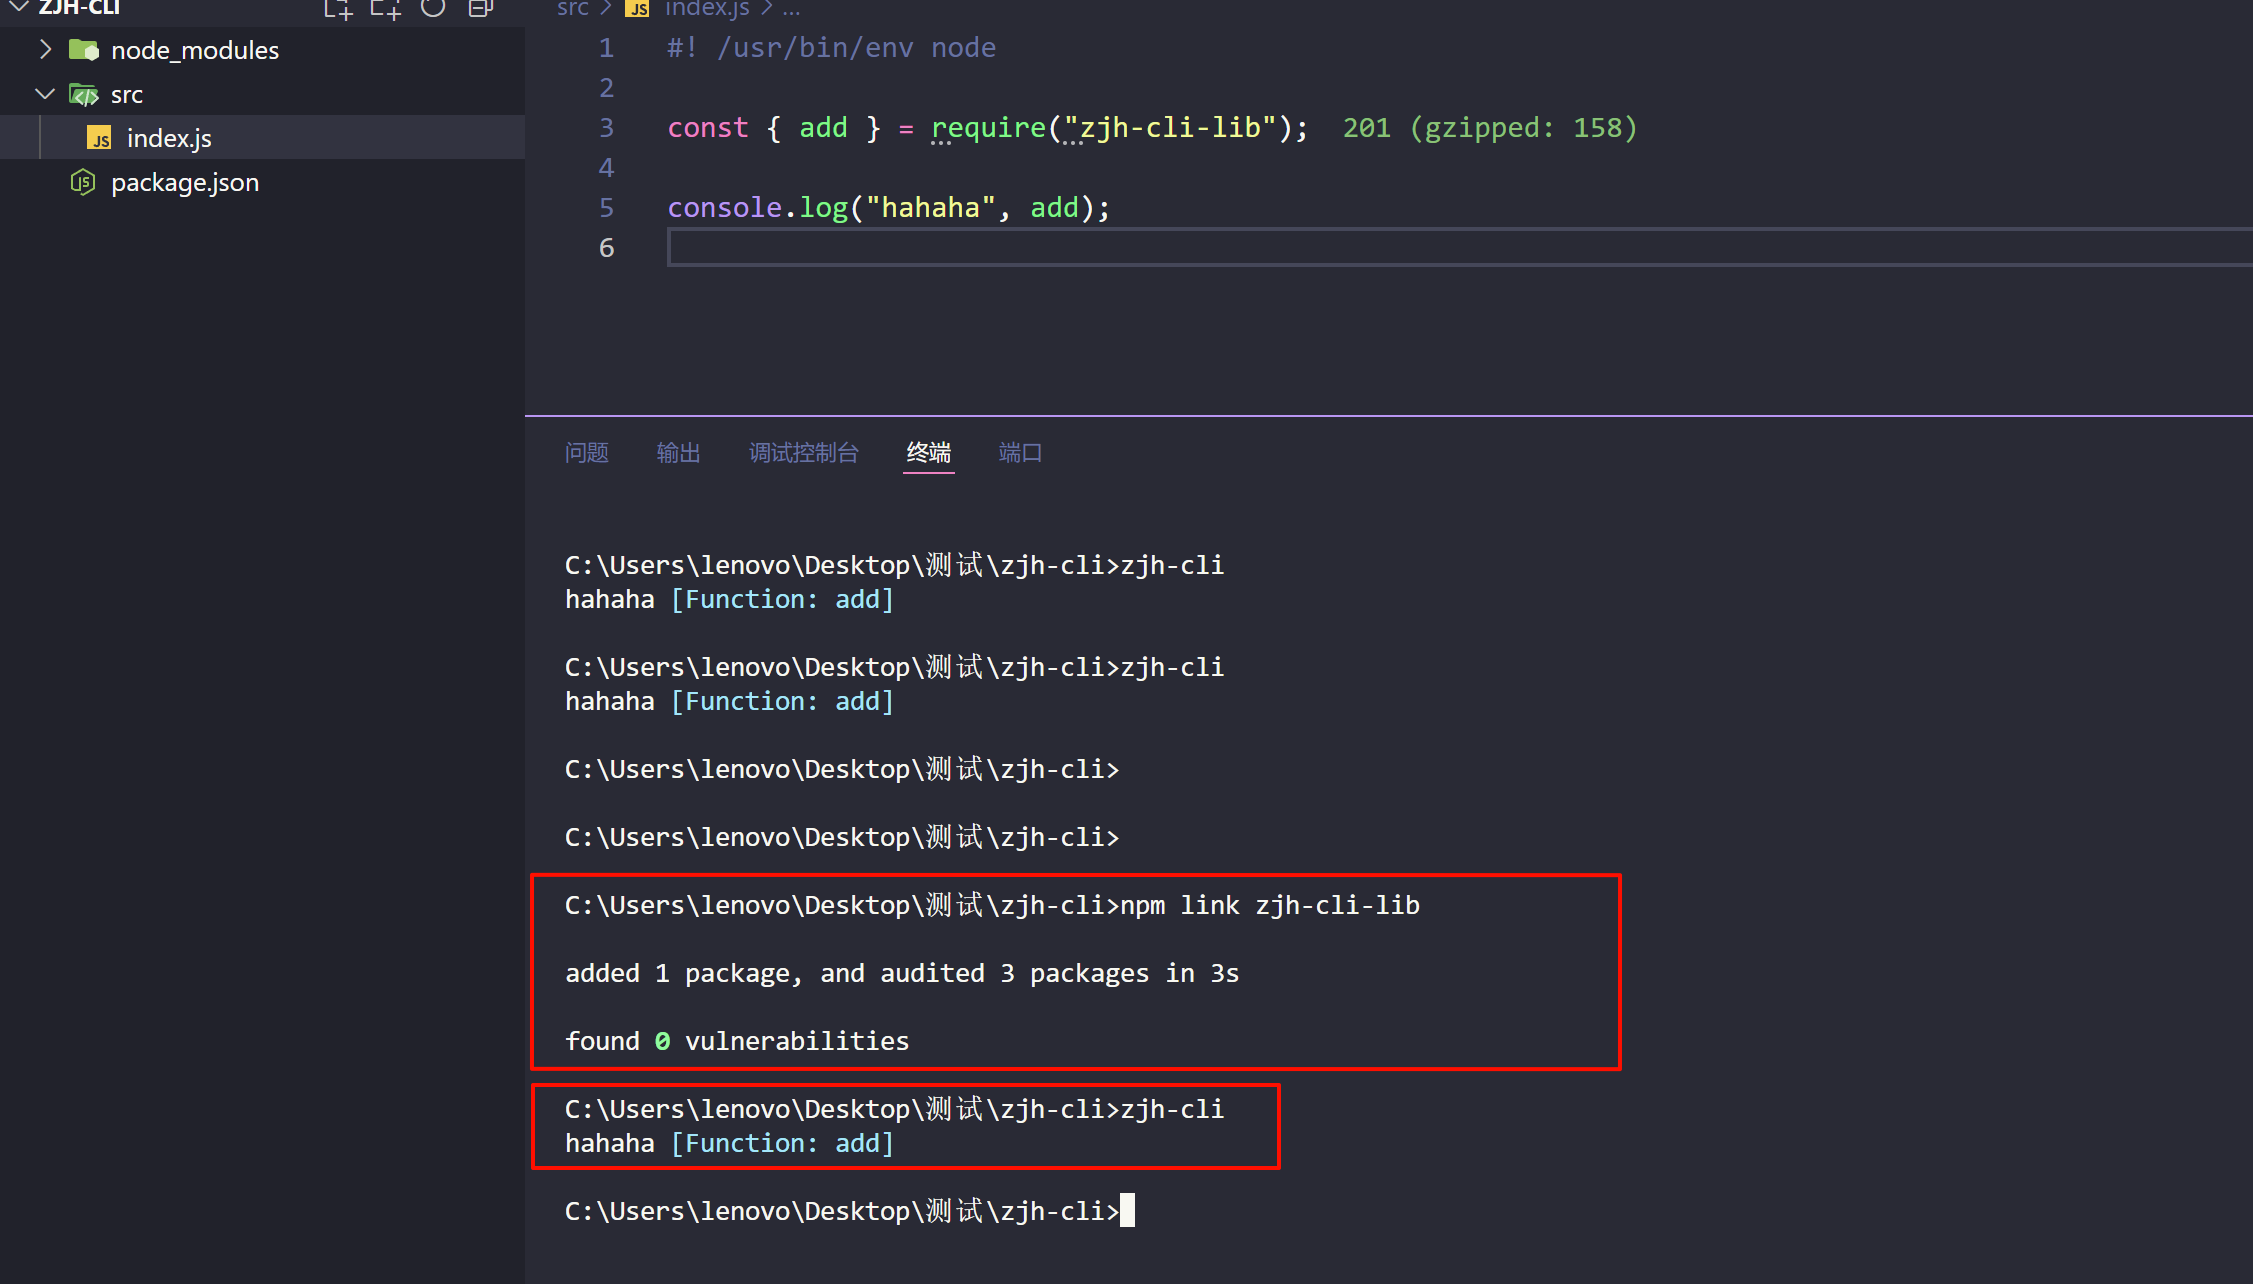 ZJH-CLI
node_modules
src
index.js
package.json
src > JS index.js > ...
1 #! /usr/bin/env node
2
3 const { add } = require("zjh-cli-lib"); 201 (gzipped: 158)
4
5 console.log("hahaha", add);
6
问题 输出 调试控制台 终端 端口
C:\Users\lenovo\Desktop\测试\zjh-cli>zjh-cli
hahaha [Function: add]
C:\Users\lenovo\Desktop\测试\zjh-cli>zjh-cli
hahaha [Function: add]
C:\Users\lenovo\Desktop\测试\zjh-cli>
C:\Users\lenovo\Desktop\测试\zjh-cli>
C:\Users\lenovo\Desktop\测试\zjh-cli>npm link zjh-cli-lib
added 1 package, and audited 3 packages in 3s
found 0 vulnerabilities
C:\Users\lenovo\Desktop\测试\zjh-cli>zjh-cli
hahaha [Function: add]
C:\Users\lenovo\Desktop\测试\zjh-cli>